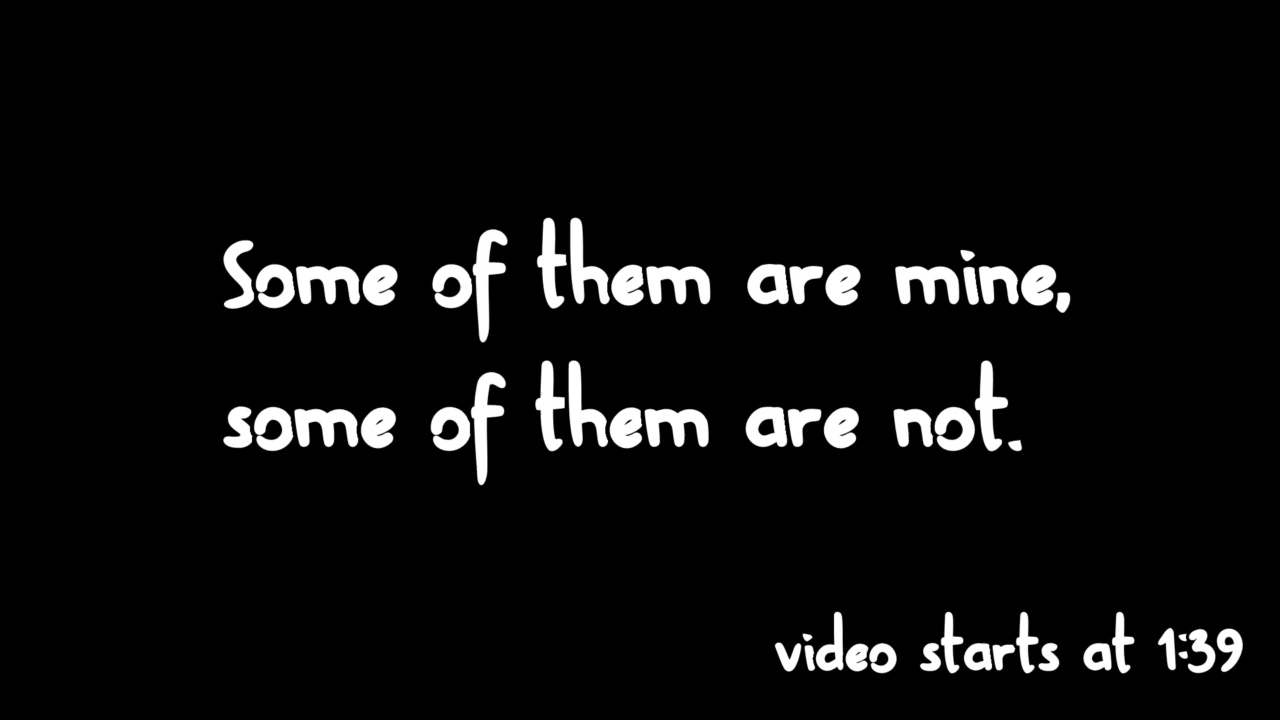 Some of them are mine,
some of them are not.
video starts at 1:39